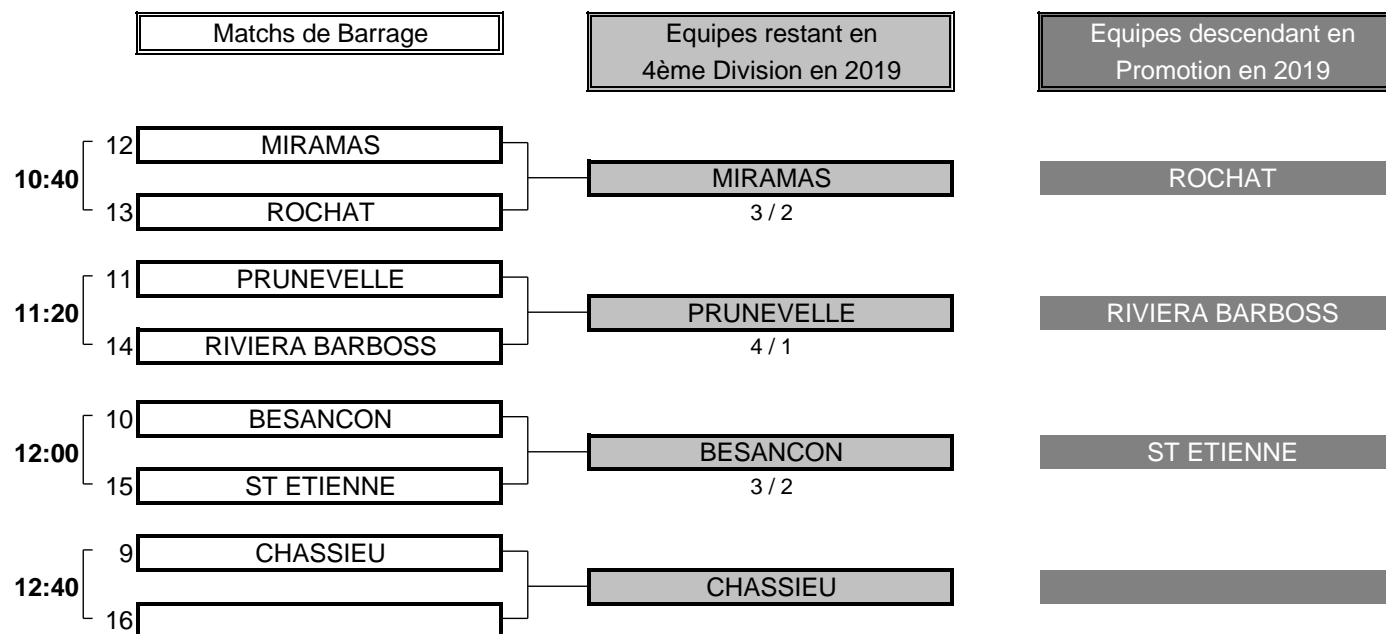 Matchs de Barrage
Equipes restant en
4ème Division en 2019
Equipes descendant en
Promotion en 2019
12 MIRAMAS
10:40 MIRAMAS ROCHAT
13 ROCHAT 3 / 2
11 PRUNEVELLE
11:20 PRUNEVELLE RIVIERA BARBOSS
14 RIVIERA BARBOSS 4 / 1
10 BESANCON
12:00 BESANCON ST ETIENNE
15 ST ETIENNE 3 / 2
9 CHASSIEU
12:40 CHASSIEU
16